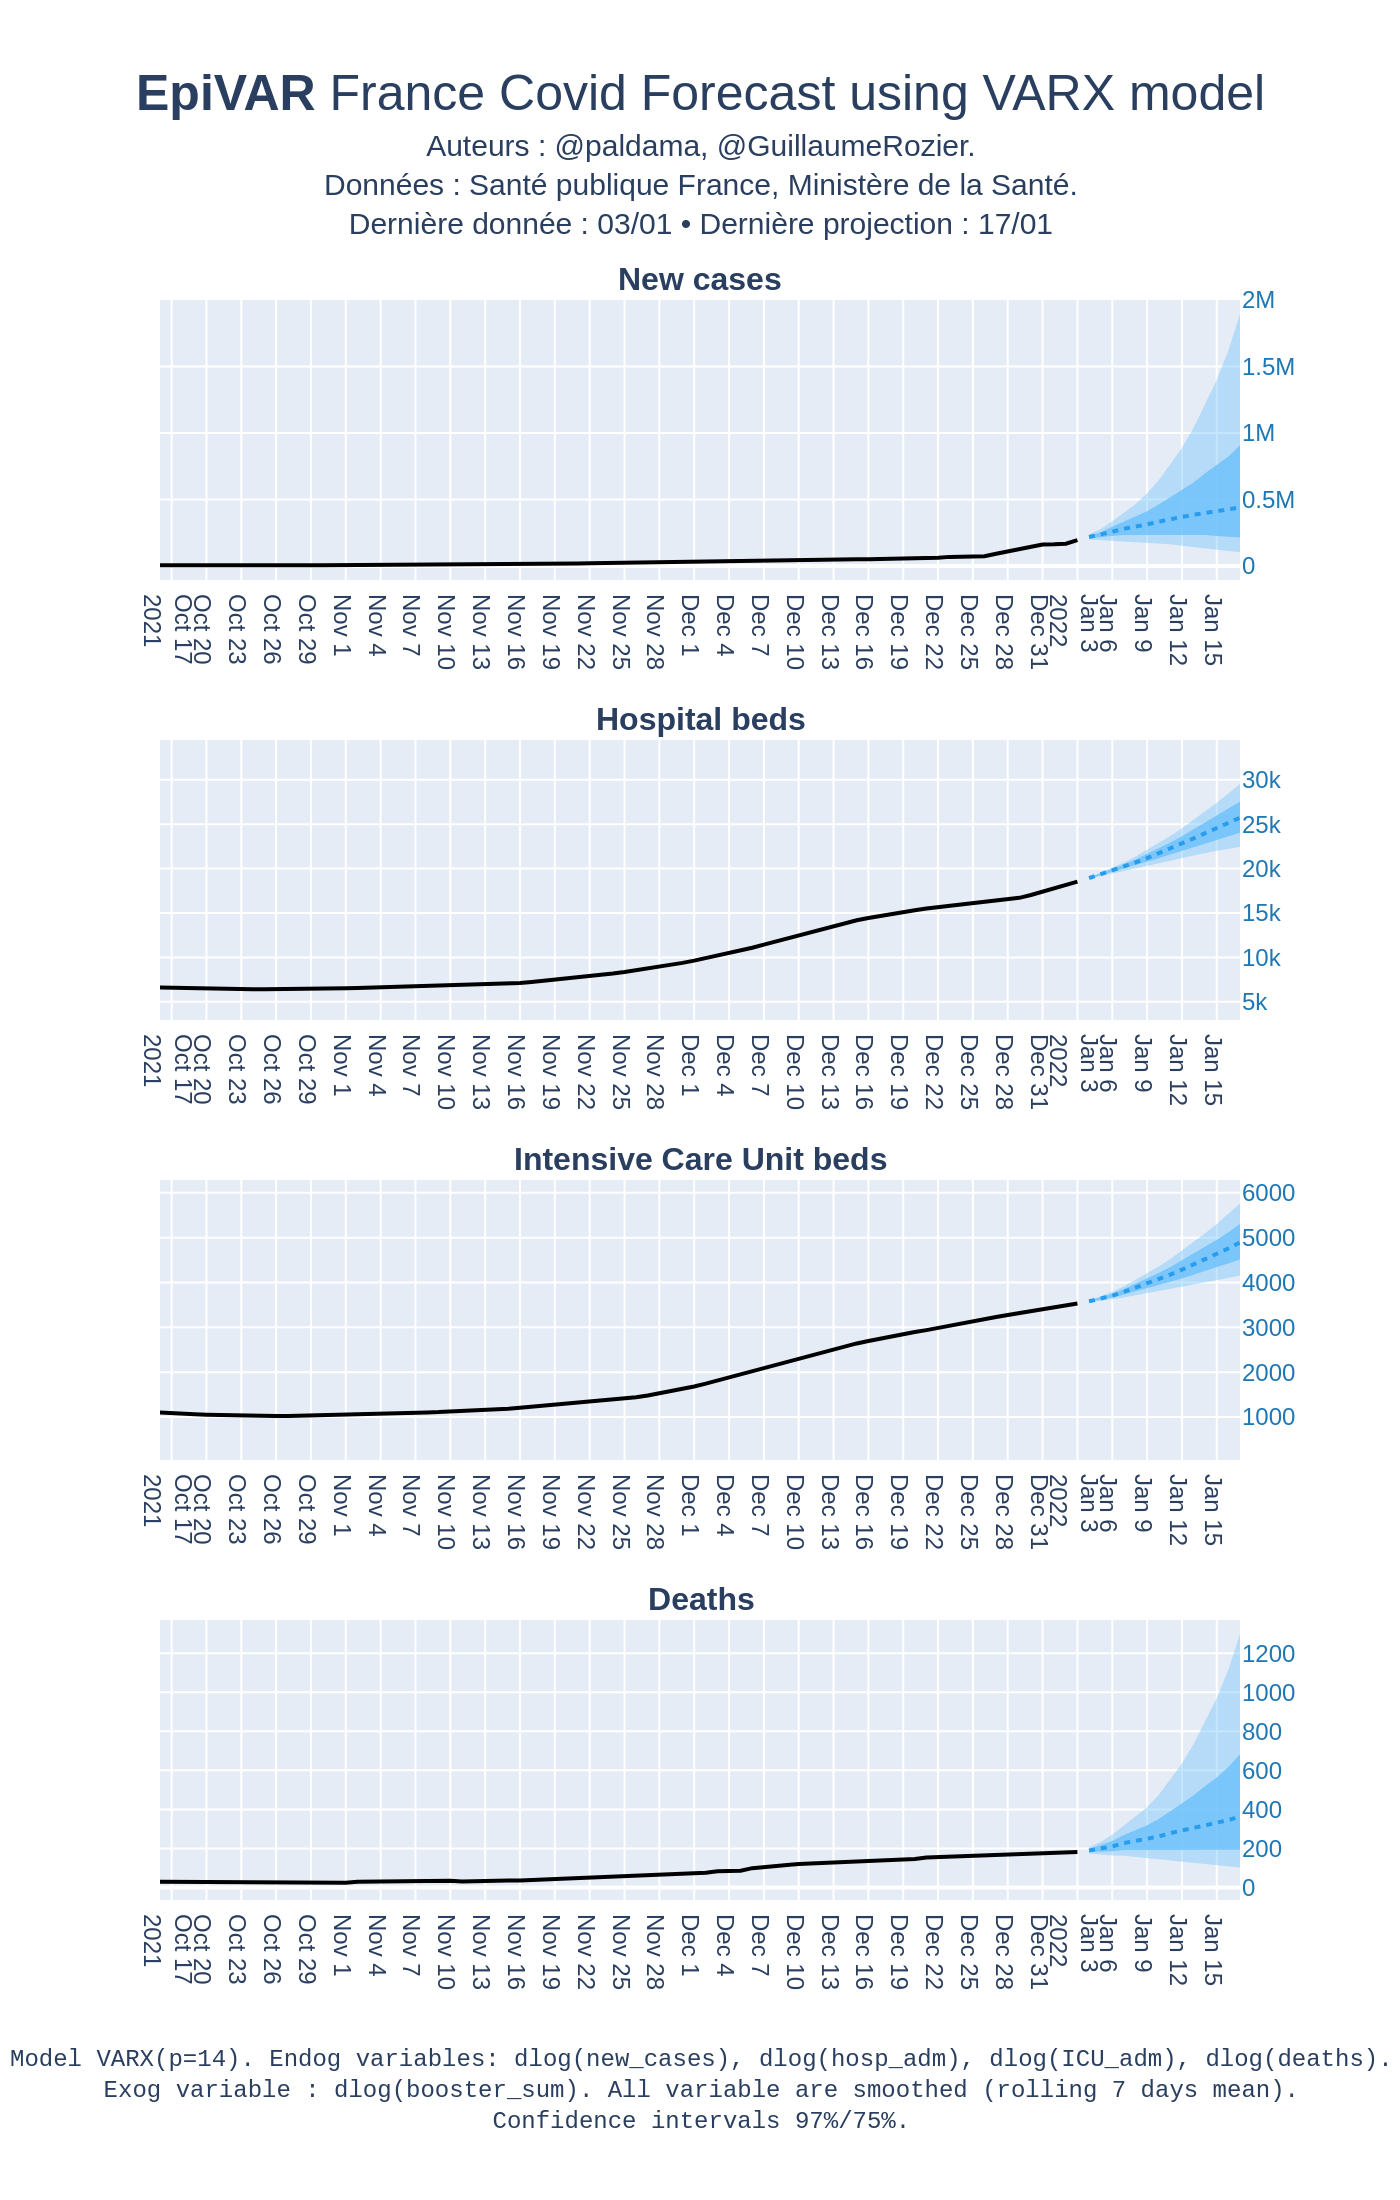 EpiVAR France Covid Forecast using VARX model
Auteurs : @paldama, @GuillaumeRozier.
Données : Santé publique France, Ministère de la Santé.
Dernière donnée : 03/01 • Dernière projection : 17/01
New cases
2M
1.5M
1M
0.5M
0
Oct 17 Oct 20 Oct 23 Oct 26 Oct 29 Nov 1 Nov 4 Nov 7 Nov 10 Nov 13 Nov 16 Nov 19 Nov 22 Nov 25 Nov 28 Dec 1 Dec 4 Dec 7 Dec 10 Dec 13 Dec 16 Dec 19 Dec 22 Dec 25 Dec 28 Dec 31 Jan 3 Jan 6 Jan 9 Jan 12 Jan 15
2021 2022
Hospital beds
30k
25k
20k
15k
10k
5k
Oct 17 Oct 20 Oct 23 Oct 26 Oct 29 Nov 1 Nov 4 Nov 7 Nov 10 Nov 13 Nov 16 Nov 19 Nov 22 Nov 25 Nov 28 Dec 1 Dec 4 Dec 7 Dec 10 Dec 13 Dec 16 Dec 19 Dec 22 Dec 25 Dec 28 Dec 31 Jan 3 Jan 6 Jan 9 Jan 12 Jan 15
2021 2022
Intensive Care Unit beds
6000
5000
4000
3000
2000
1000
Oct 17 Oct 20 Oct 23 Oct 26 Oct 29 Nov 1 Nov 4 Nov 7 Nov 10 Nov 13 Nov 16 Nov 19 Nov 22 Nov 25 Nov 28 Dec 1 Dec 4 Dec 7 Dec 10 Dec 13 Dec 16 Dec 19 Dec 22 Dec 25 Dec 28 Dec 31 Jan 3 Jan 6 Jan 9 Jan 12 Jan 15
2021 2022
Deaths
1200
1000
800
600
400
200
0
Oct 17 Oct 20 Oct 23 Oct 26 Oct 29 Nov 1 Nov 4 Nov 7 Nov 10 Nov 13 Nov 16 Nov 19 Nov 22 Nov 25 Nov 28 Dec 1 Dec 4 Dec 7 Dec 10 Dec 13 Dec 16 Dec 19 Dec 22 Dec 25 Dec 28 Dec 31 Jan 3 Jan 6 Jan 9 Jan 12 Jan 15
2021 2022
Model VARX(p=14). Endog variables: dlog(new_cases), dlog(hosp_adm), dlog(ICU_adm), dlog(deaths).
Exog variable : dlog(booster_sum). All variable are smoothed (rolling 7 days mean).
Confidence intervals 97%/75%.